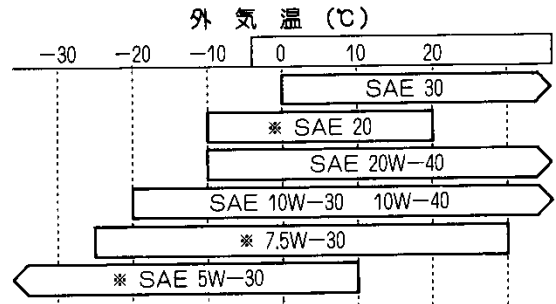 外 気 温 (℃)
-30 -20 -10 0 10 20
SAE 30
※ SAE 20
SAE 20W-40
SAE 10W-30 10W-40
※ 7.5W-30
※ SAE 5W-30